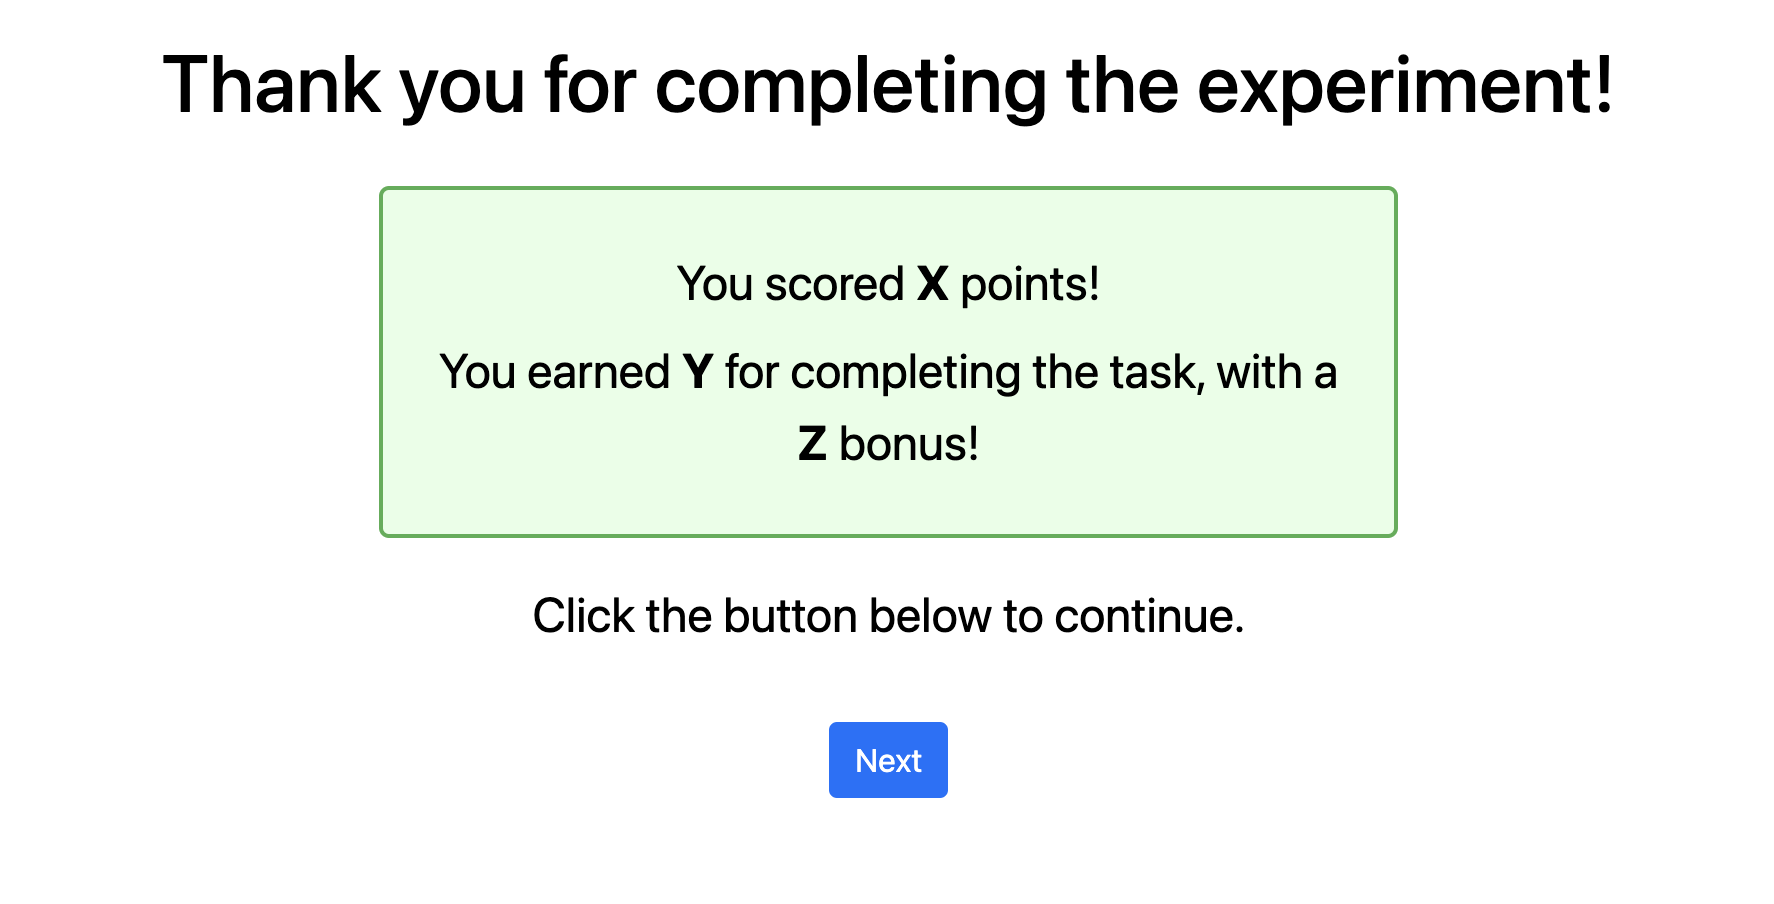 Thank you for completing the experiment!
You scored X points!
You earned Y for completing the task, with a
Z bonus!
Click the button below to continue.
Next